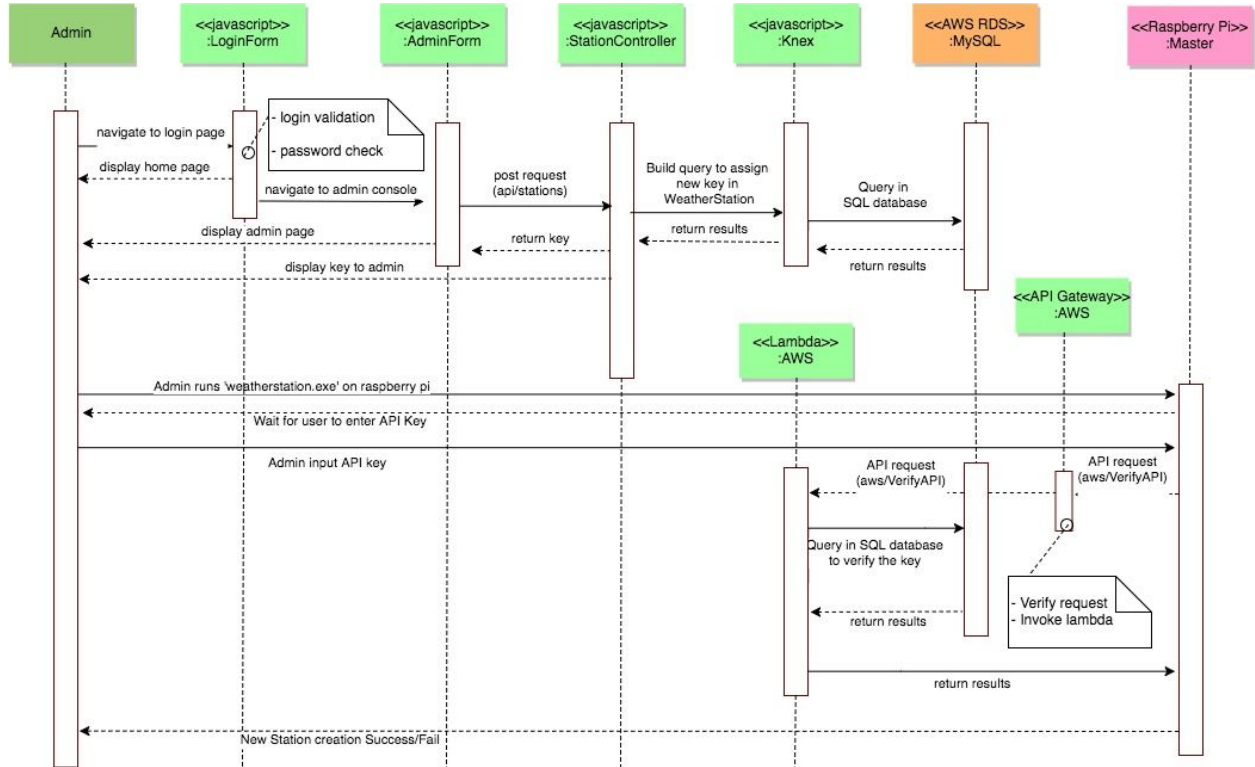 Admin
<<javascript>>
:LoginForm
<<javascript>>
:AdminForm
<<javascript>>
:StationController
<<javascript>>
:Knex
<<AWS RDS>>
:MySQL
<<Raspberry Pi>>
:Master
- login validation
- password check
navigate to login page
display home page
navigate to admin console
post request
(api/stations)
Build query to assign
new key in
WeatherStation
Query in
SQL database
display admin page
return key
return results
return results
display key to admin
<<API Gateway>>
:AWS
<<Lambda>>
:AWS
Admin runs 'weatherstation.exe' on raspberry pi
Wait for user to enter API Key
Admin input API key
API request
(aws/VerifyAPI)
API request
(aws/VerifyAPI)
Query in SQL database
to verify the key
- Verify request
- Invoke lambda
return results
return results
New Station creation Success/Fail